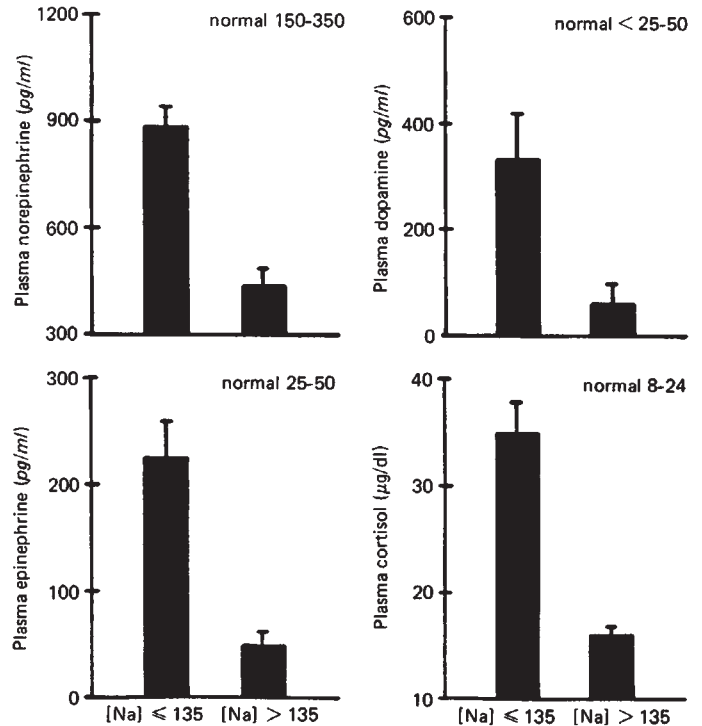 normal 150-350
1200
900
600
300
Plasma norepinephrine (pg/ml)
normal < 25-50
600
400
200
0
Plasma dopamine (pg/ml)
normal 25-50
300
200
100
0
Plasma epinephrine (pg/ml)
[Na] ⩽ 135 [Na] > 135
normal 8-24
40
30
20
10
Plasma cortisol (μg/dl)
[Na] ⩽ 135 [Na] > 135